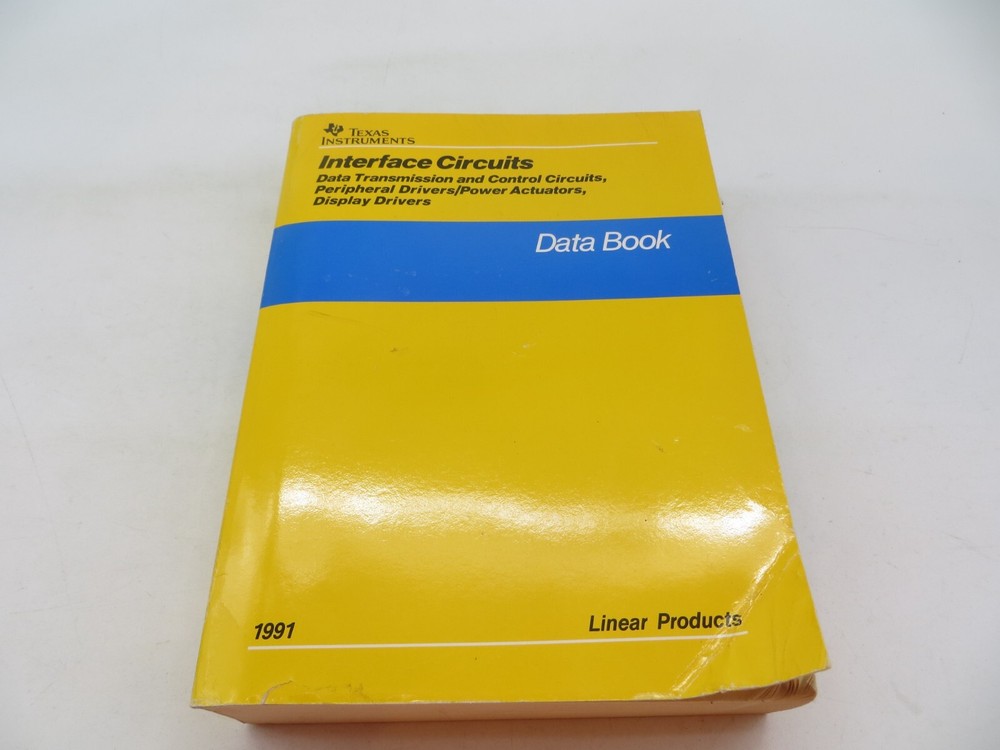 TEXAS
INSTRUMENTS
Interface Circuits
Data Transmission and Control Circuits,
Peripheral Drivers/Power Actuators,
Display Drivers
Data Book
1991
Linear Products